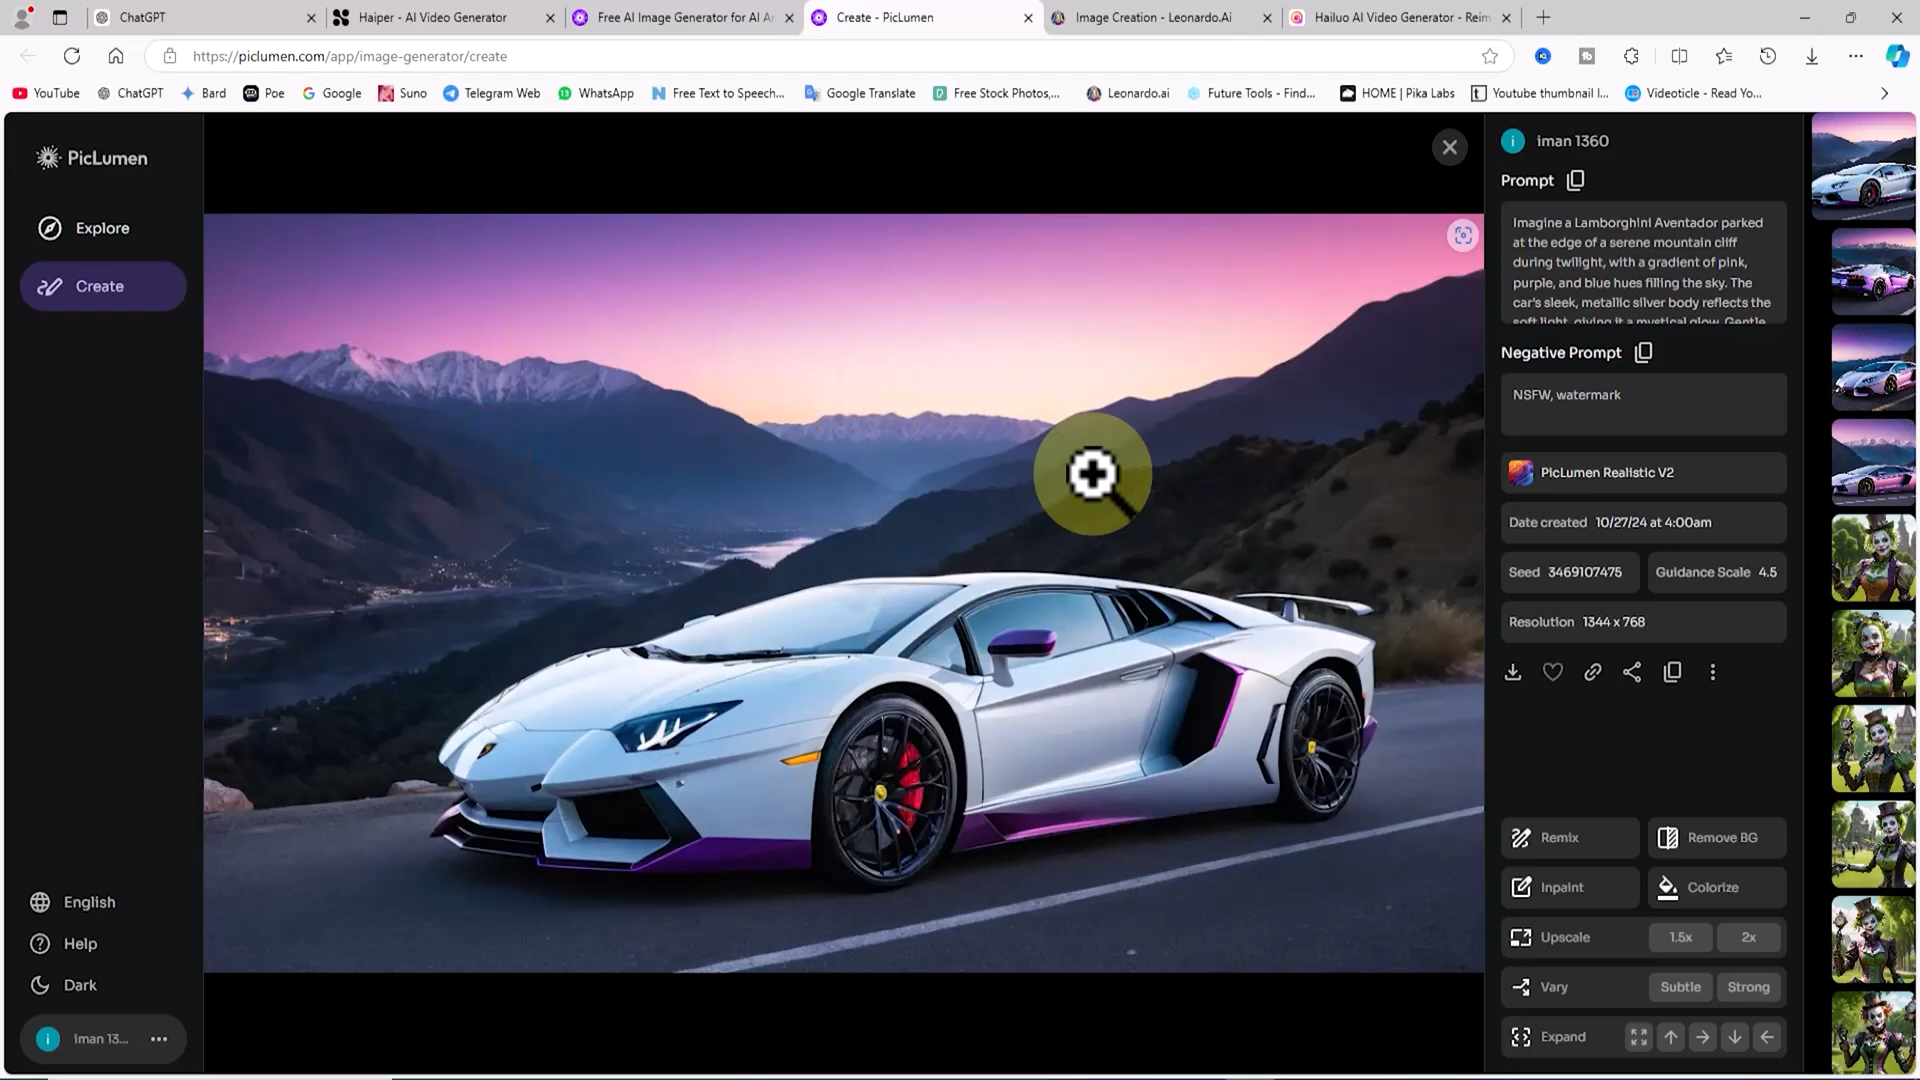 ChatGPT
Haiper - AI Video Generator
Free AI Image Generator for AI Ar
Create - PicLumen
Image Creation - Leonardo.Ai
Hailuo AI Video Generator - Reim
https://piclumen.com/app/image-generator/create
YouTube
ChatGPT
Bard
Poe
Google
Suno
Telegram Web
WhatsApp
Free Text to Speech...
Google Translate
Free Stock Photos,...
Leonardo.ai
Future Tools - Find...
HOME | Pika Labs
Youtube thumbnail l...
Videoticle - Read Yo...
PicLumen
Explore
Create
English
Help
Dark
i
iman 13...
i
iman 1360
Prompt
Imagine a Lamborghini Aventador parked
at the edge of a serene mountain cliff
during twilight, with a gradient of pink,
purple, and blue hues filling the sky. The
car's sleek, metallic silver body reflects the
soft light, giving it a mystical glow. Gentle
Negative Prompt
NSFW, watermark
PicLumen Realistic V2
Date created 10/27/24 at 4:00am
Seed 3469107475
Guidance Scale 4.5
Resolution 1344 x 768
Remix
Remove BG
Inpaint
Colorize
Upscale
1.5x
2x
Vary
Subtle
Strong
Expand